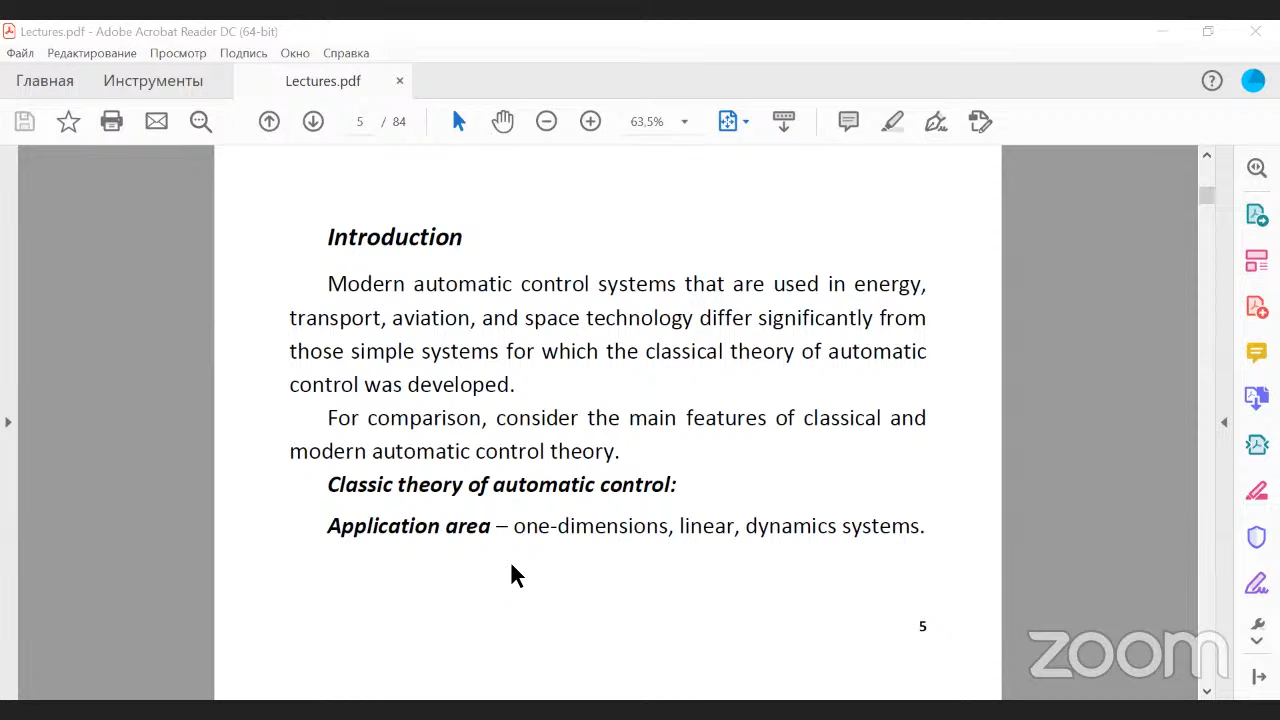 Lectures.pdf - Adobe Acrobat Reader DC (64-bit)
Файл Редактирование Просмотр Подпись Окно Справка
Главная Инструменты Lectures.pdf
5 / 84 63,5%
Introduction
Modern automatic control systems that are used in energy,
transport, aviation, and space technology differ significantly from
those simple systems for which the classical theory of automatic
control was developed.
For comparison, consider the main features of classical and
modern automatic control theory.
Classic theory of automatic control:
Application area – one-dimensions, linear, dynamics systems.
5
zoom